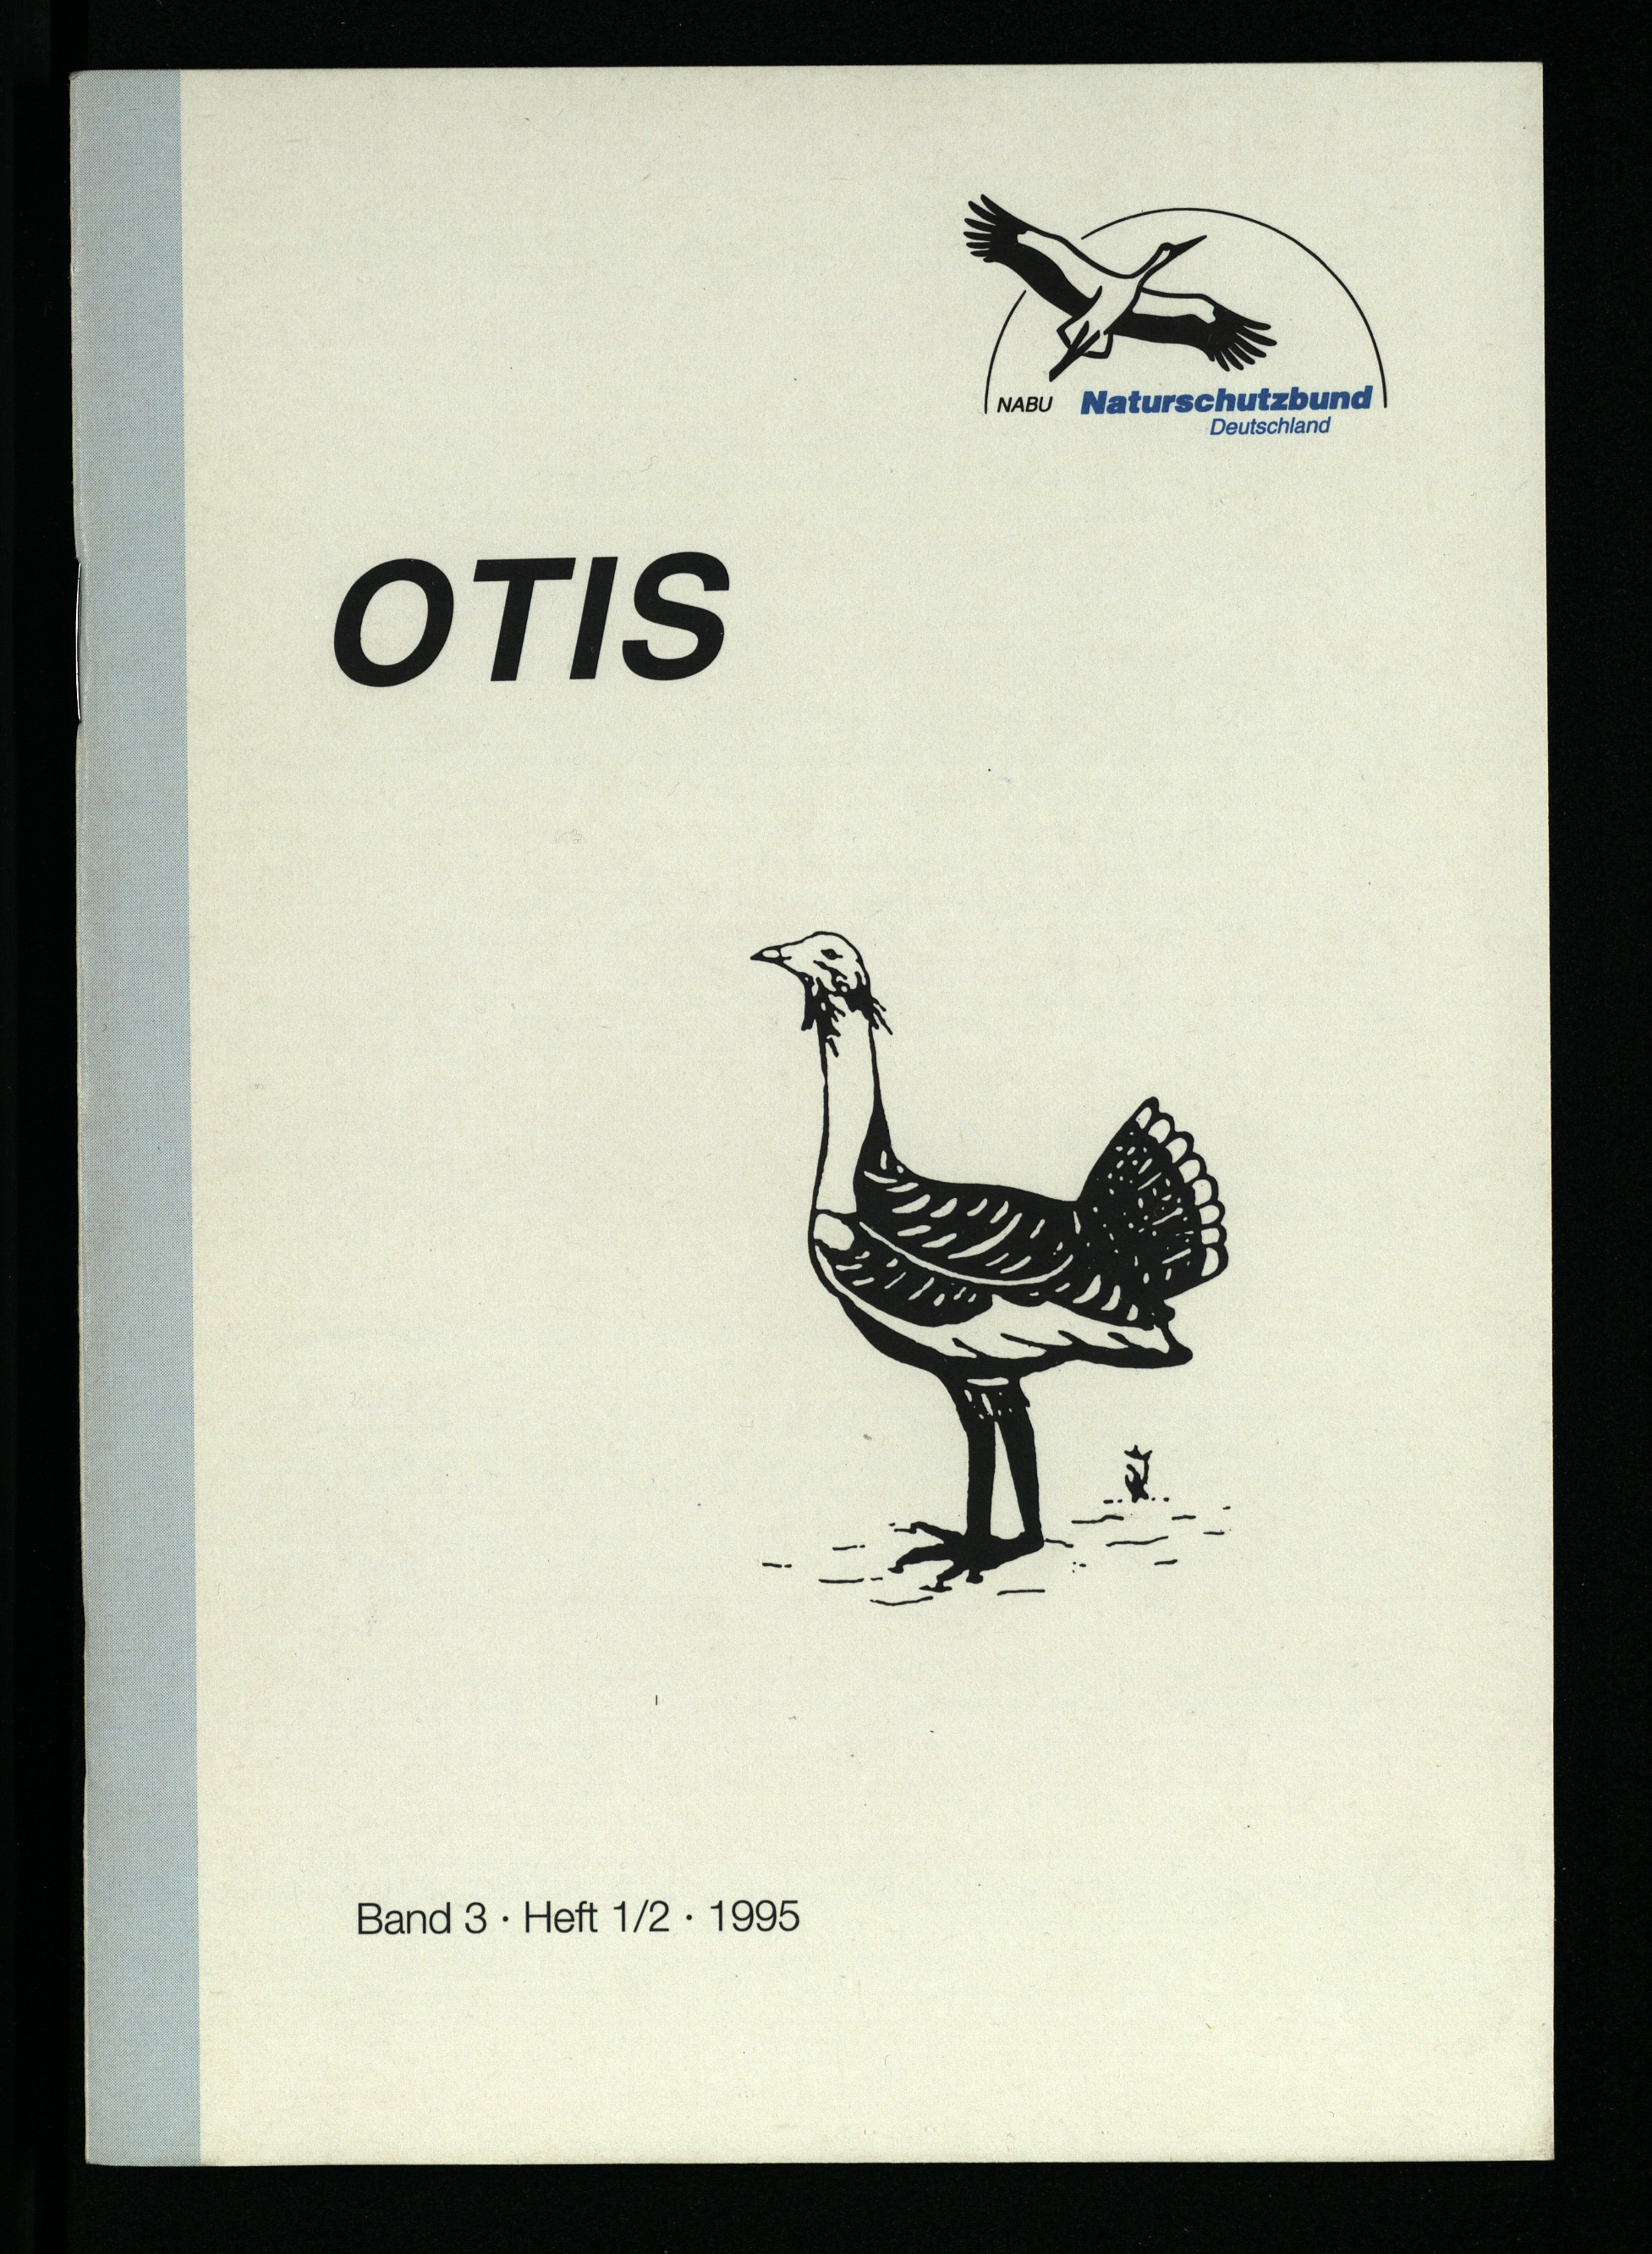 NABU Naturschutzbund
Deutschland
OTIS
Band 3 · Heft 1/2 · 1995